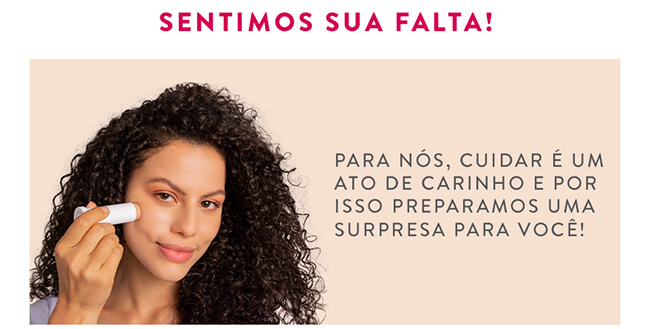 SENTIMOS SUA FALTA!
PARA NÓS, CUIDAR É UM
ATO DE CARINHO E POR
ISSO PREPARAMOS UMA
SURPRESA PARA VOCÊ!